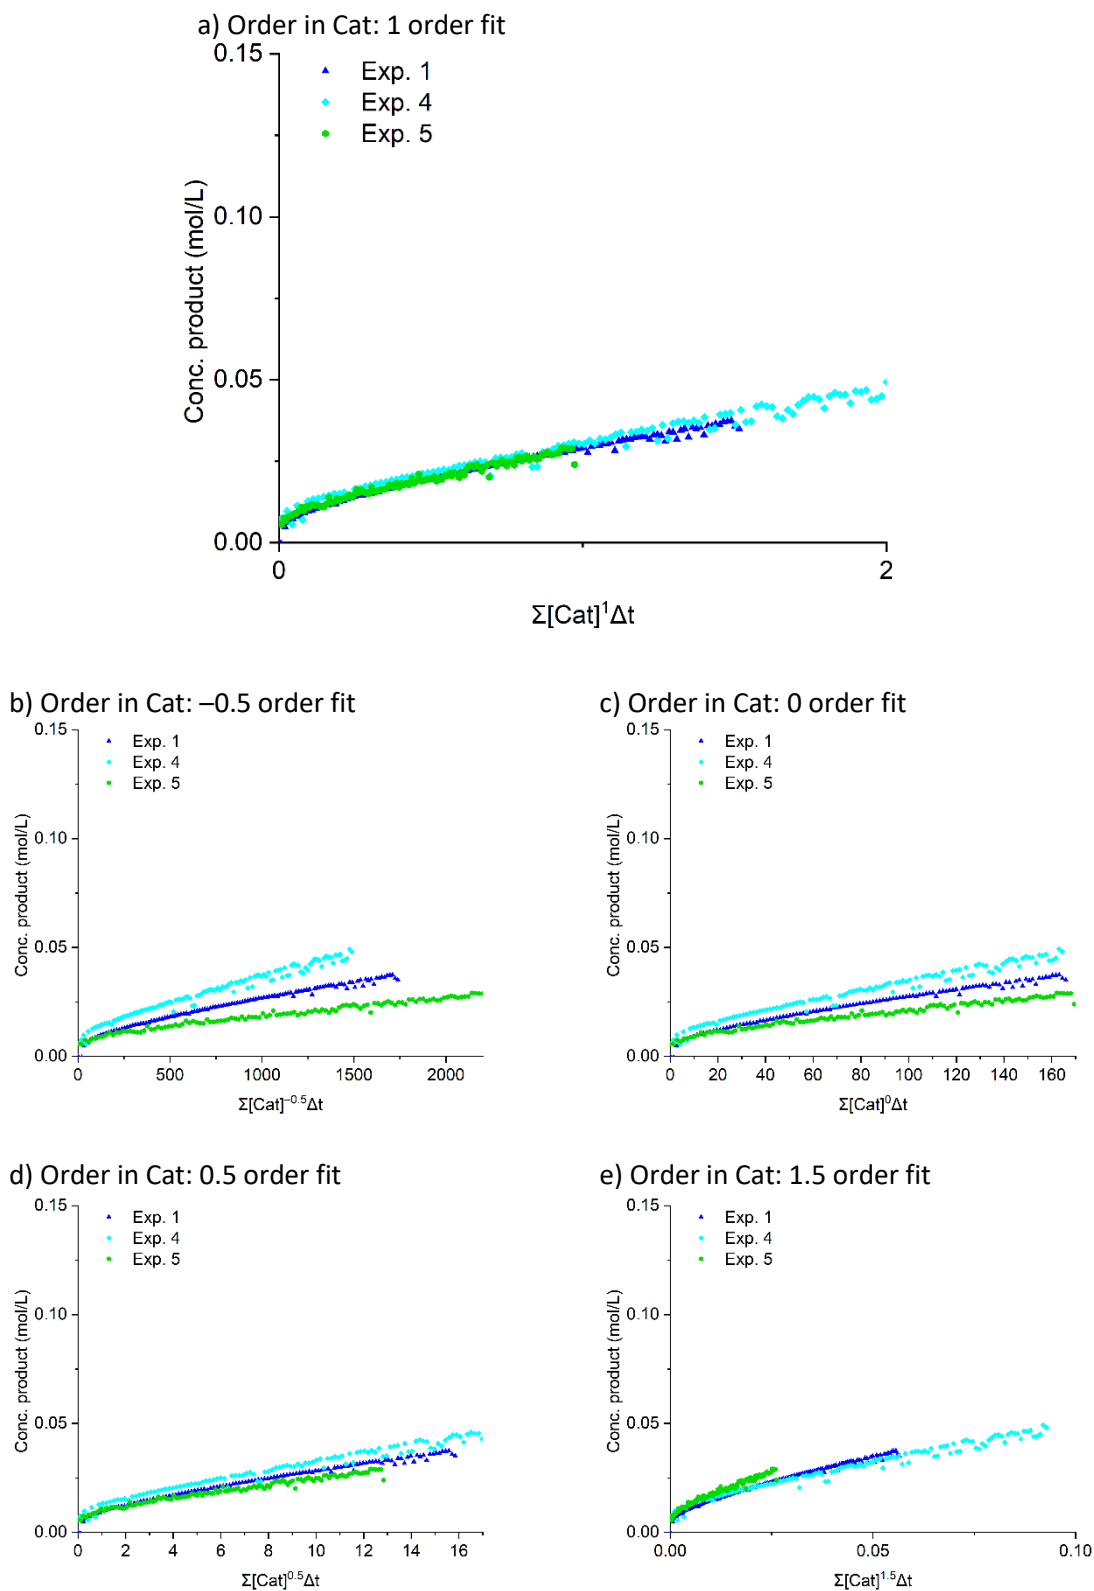 a) Order in Cat: 1 order fit
0.15
Exp. 1
Exp. 4
Exp. 5
0.10
Conc. product (mol/L)
0.05
0.00
0
2
Σ[Cat]¹Δt
b) Order in Cat: –0.5 order fit
0.15
Exp. 1
Exp. 4
Exp. 5
0.10
Conc. product (mol/L)
0.05
0.00
0 500 1000 1500 2000
Σ[Cat]⁻⁰·⁵Δt
c) Order in Cat: 0 order fit
0.15
Exp. 1
Exp. 4
Exp. 5
0.10
Conc. product (mol/L)
0.05
0.00
0 20 40 60 80 100 120 140 160
Σ[Cat]⁰Δt
d) Order in Cat: 0.5 order fit
0.15
Exp. 1
Exp. 4
Exp. 5
0.10
Conc. product (mol/L)
0.05
0.00
0 2 4 6 8 10 12 14 16
Σ[Cat]⁰·⁵Δt
e) Order in Cat: 1.5 order fit
0.15
Exp. 1
Exp. 4
Exp. 5
0.10
Conc. product (mol/L)
0.05
0.00
0.00 0.05 0.10
Σ[Cat]¹·⁵Δt